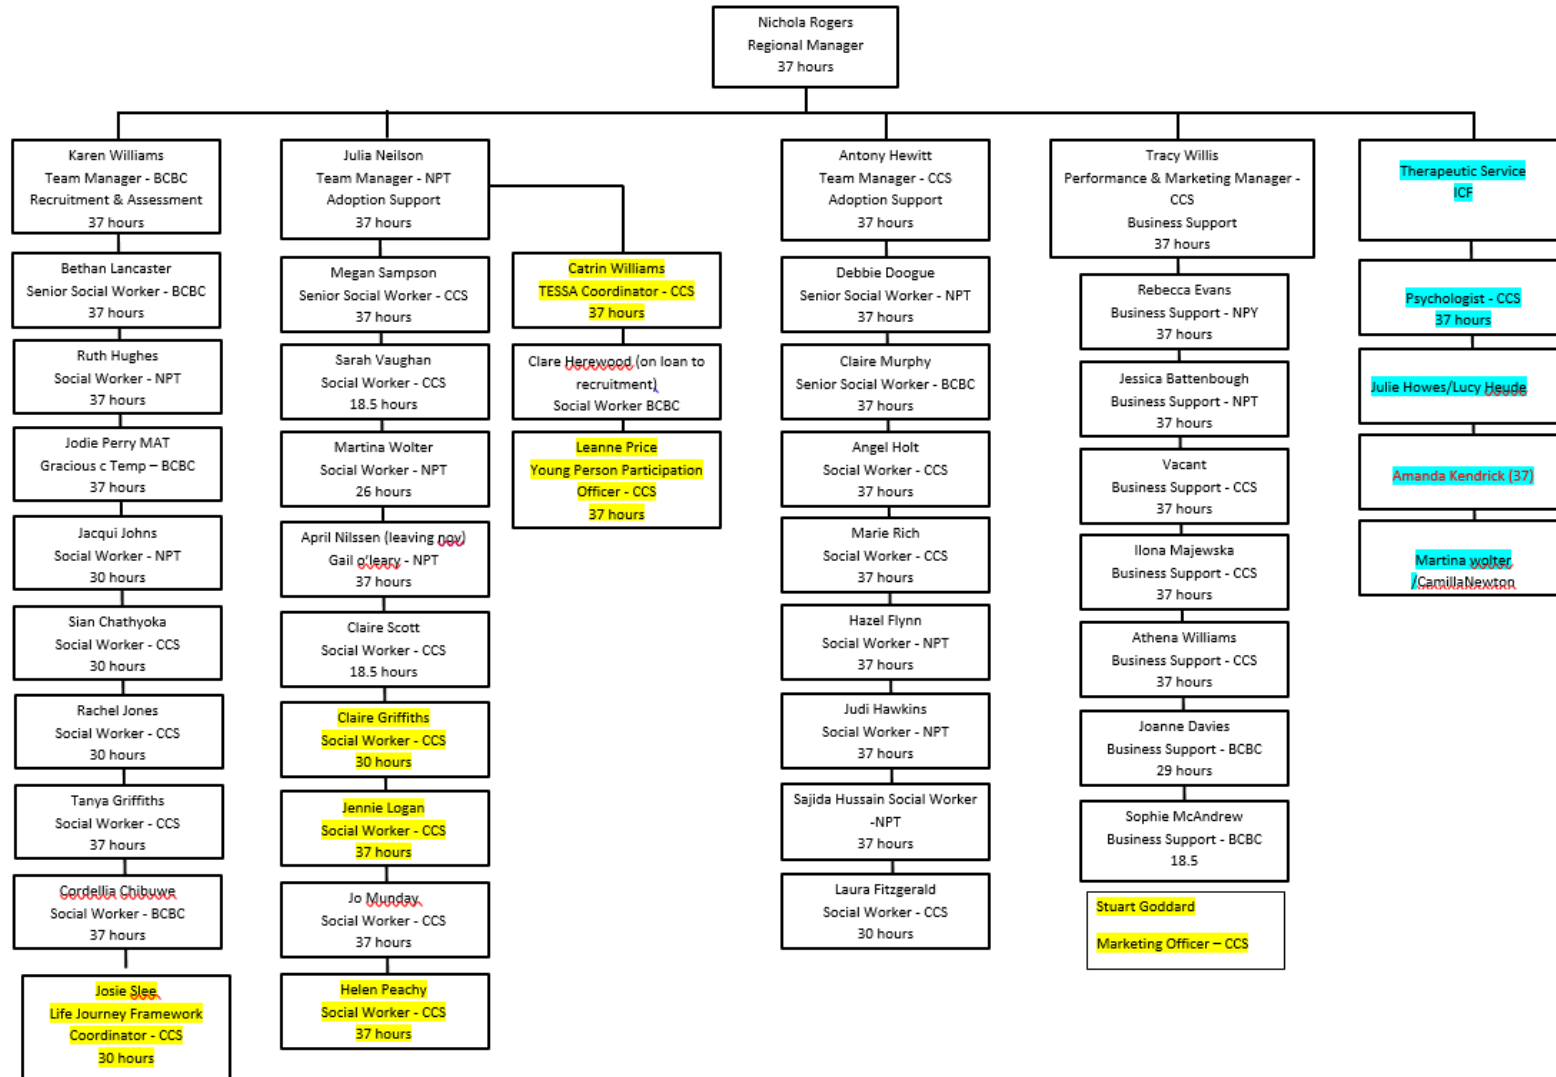 Nichola Rogers
Regional Manager
37 hours
Karen Williams
Team Manager - BCBC
Recruitment & Assessment
37 hours
Bethan Lancaster
Senior Social Worker - BCBC
37 hours
Ruth Hughes
Social Worker - NPT
37 hours
Jodie Perry MAT
Gracious c Temp – BCBC
37 hours
Jacqui Johns
Social Worker - NPT
30 hours
Sian Chathyoka
Social Worker - CCS
30 hours
Rachel Jones
Social Worker - CCS
30 hours
Tanya Griffiths
Social Worker - CCS
37 hours
Cordellia Chibuwe
Social Worker - BCBC
37 hours
Josie Slee
Life Journey Framework
Coordinator - CCS
30 hours
Julia Neilson
Team Manager - NPT
Adoption Support
37 hours
Megan Sampson
Senior Social Worker - CCS
37 hours
Sarah Vaughan
Social Worker - CCS
18.5 hours
Martina Wolter
Social Worker - NPT
26 hours
April Nilssen (leaving nov)
Gail o'leary - NPT
37 hours
Claire Scott
Social Worker - CCS
18.5 hours
Claire Griffiths
Social Worker - CCS
30 hours
Jennie Logan
Social Worker - CCS
37 hours
Jo Munday
Social Worker - CCS
37 hours
Helen Peachy
Social Worker - CCS
37 hours
Catrin Williams
TESSA Coordinator - CCS
37 hours
Clare Herewood (on loan to
recruitment)
Social Worker BCBC
Leanne Price
Young Person Participation
Officer - CCS
37 hours
Antony Hewitt
Team Manager - CCS
Adoption Support
37 hours
Debbie Doogue
Senior Social Worker - NPT
37 hours
Claire Murphy
Senior Social Worker - BCBC
37 hours
Angel Holt
Social Worker - CCS
37 hours
Marie Rich
Social Worker - CCS
37 hours
Hazel Flynn
Social Worker - NPT
37 hours
Judi Hawkins
Social Worker - NPT
37 hours
Sajida Hussain Social Worker
-NPT
37 hours
Laura Fitzgerald
Social Worker - CCS
30 hours
Tracy Willis
Performance & Marketing Manager -
CCS
Business Support
37 hours
Rebecca Evans
Business Support - NPY
37 hours
Jessica Battenbough
Business Support - NPT
37 hours
Vacant
Business Support - CCS
37 hours
Ilona Majewska
Business Support - CCS
37 hours
Athena Williams
Business Support - CCS
37 hours
Joanne Davies
Business Support - BCBC
29 hours
Sophie McAndrew
Business Support - BCBC
18.5
Stuart Goddard
Marketing Officer – CCS
Therapeutic Service
ICF
Psychologist - CCS
37 hours
Julie Howes/Lucy Heude
Amanda Kendrick (37)
Martina wolter
/CamillaNewton